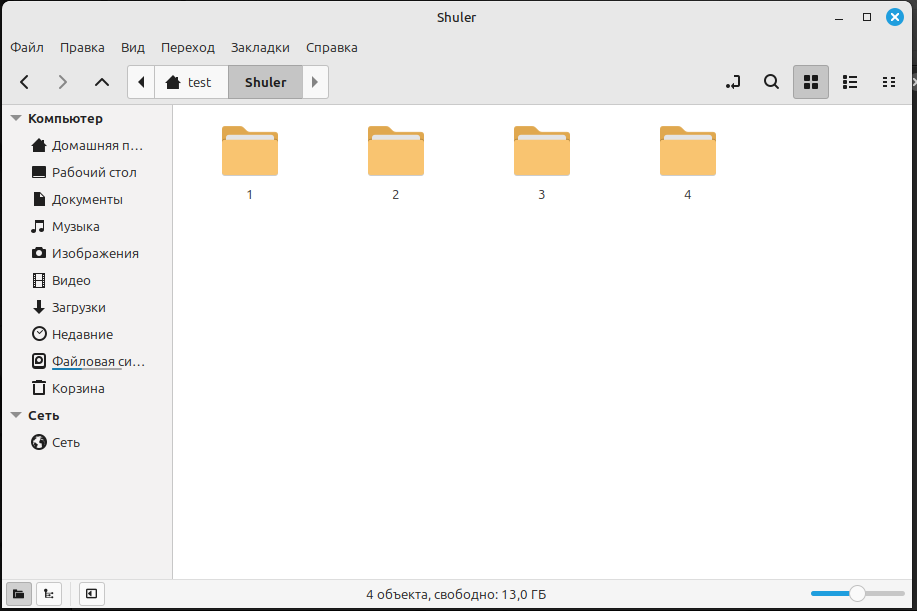 Shuler
Файл Правка Вид Переход Закладки Справка
test Shuler
Компьютер
Домашняя п...
Рабочий стол
Документы
Музыка
Изображения
Видео
Загрузки
Недавние
Файловая си...
Корзина
Сеть
Сеть
1 2 3 4
4 объекта, свободно: 13,0 ГБ